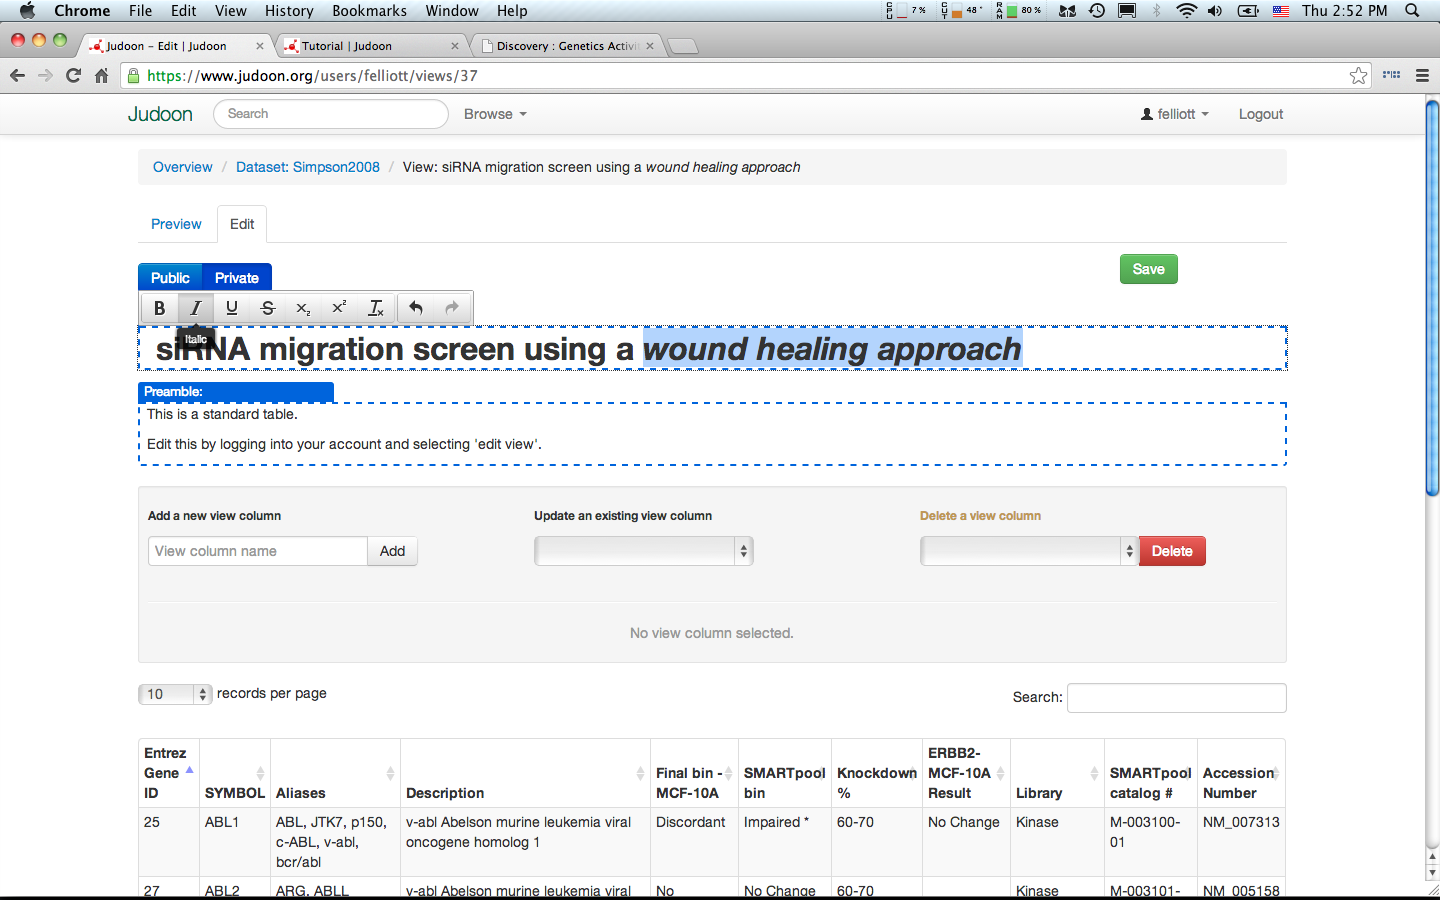 Chrome File Edit View History Bookmarks Window Help CPU 7 % CUT 48 ° RAM 80 % Thu 2:52 PM
Judoon – Edit | Judoon Tutorial | Judoon Discovery : Genetics Activi
https://www.judoon.org/users/felliott/views/37
Judoon Search Browse felliott Logout
Overview / Dataset: Simpson2008 / View: siRNA migration screen using a wound healing approach
Preview Edit
Public Private Save
B I U S x₂ x² Tx
Italic
siRNA migration screen using a wound healing approach
Preamble:
This is a standard table.
Edit this by logging into your account and selecting 'edit view'.
Add a new view column Update an existing view column Delete a view column
View column name Add Delete
No view column selected.
10 records per page Search:
Entrez Gene ID SYMBOL Aliases Description Final bin - MCF-10A SMARTpool bin Knockdown % ERBB2-MCF-10A Result Library SMARTpool catalog # Accession Number
25 ABL1 ABL, JTK7, p150, c-ABL, v-abl, bcr/abl v-abl Abelson murine leukemia viral oncogene homolog 1 Discordant Impaired * 60-70 No Change Kinase M-003100-01 NM_007313
27 ABL2 ARG, ABLL v-abl Abelson murine leukemia viral No No Change 60-70 Kinase M-003101- NM_005158